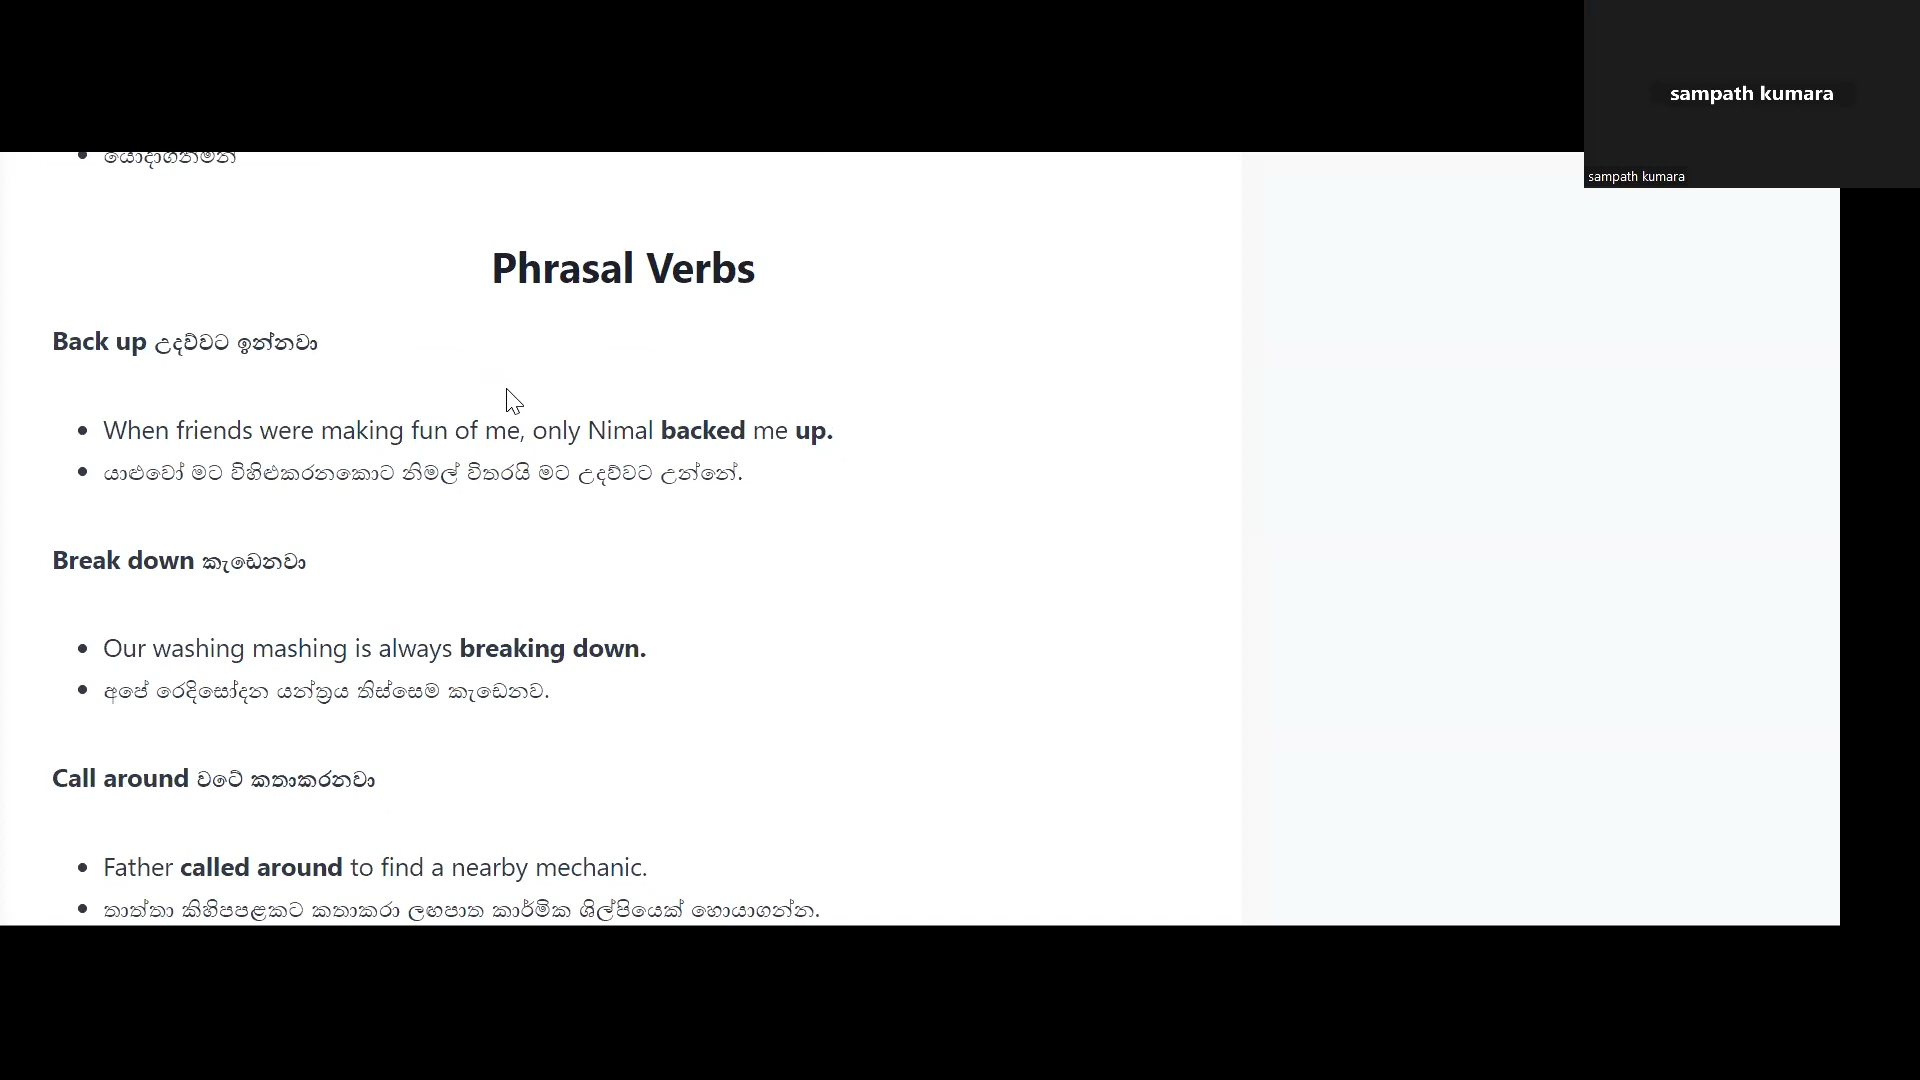 sampath kumara
sampath kumara
යොදාගනිමින්
Phrasal Verbs
Back up උදව්වට ඉන්නවා
When friends were making fun of me, only Nimal backed me up.
යාළුවෝ මට විහිළුකරනකොට නිමල් විතරයි මට උදව්වට උන්නේ.
Break down කැඩෙනවා
Our washing mashing is always breaking down.
අපේ රෙදිසෝදන යන්ත්‍රය තිස්සෙම කැඩෙනව.
Call around වටේ කතාකරනවා
Father called around to find a nearby mechanic.
තාත්තා කිහිපපළකට කතාකරා ලඟපාත කාර්මික ශිල්පියෙක් හොයාගන්න.